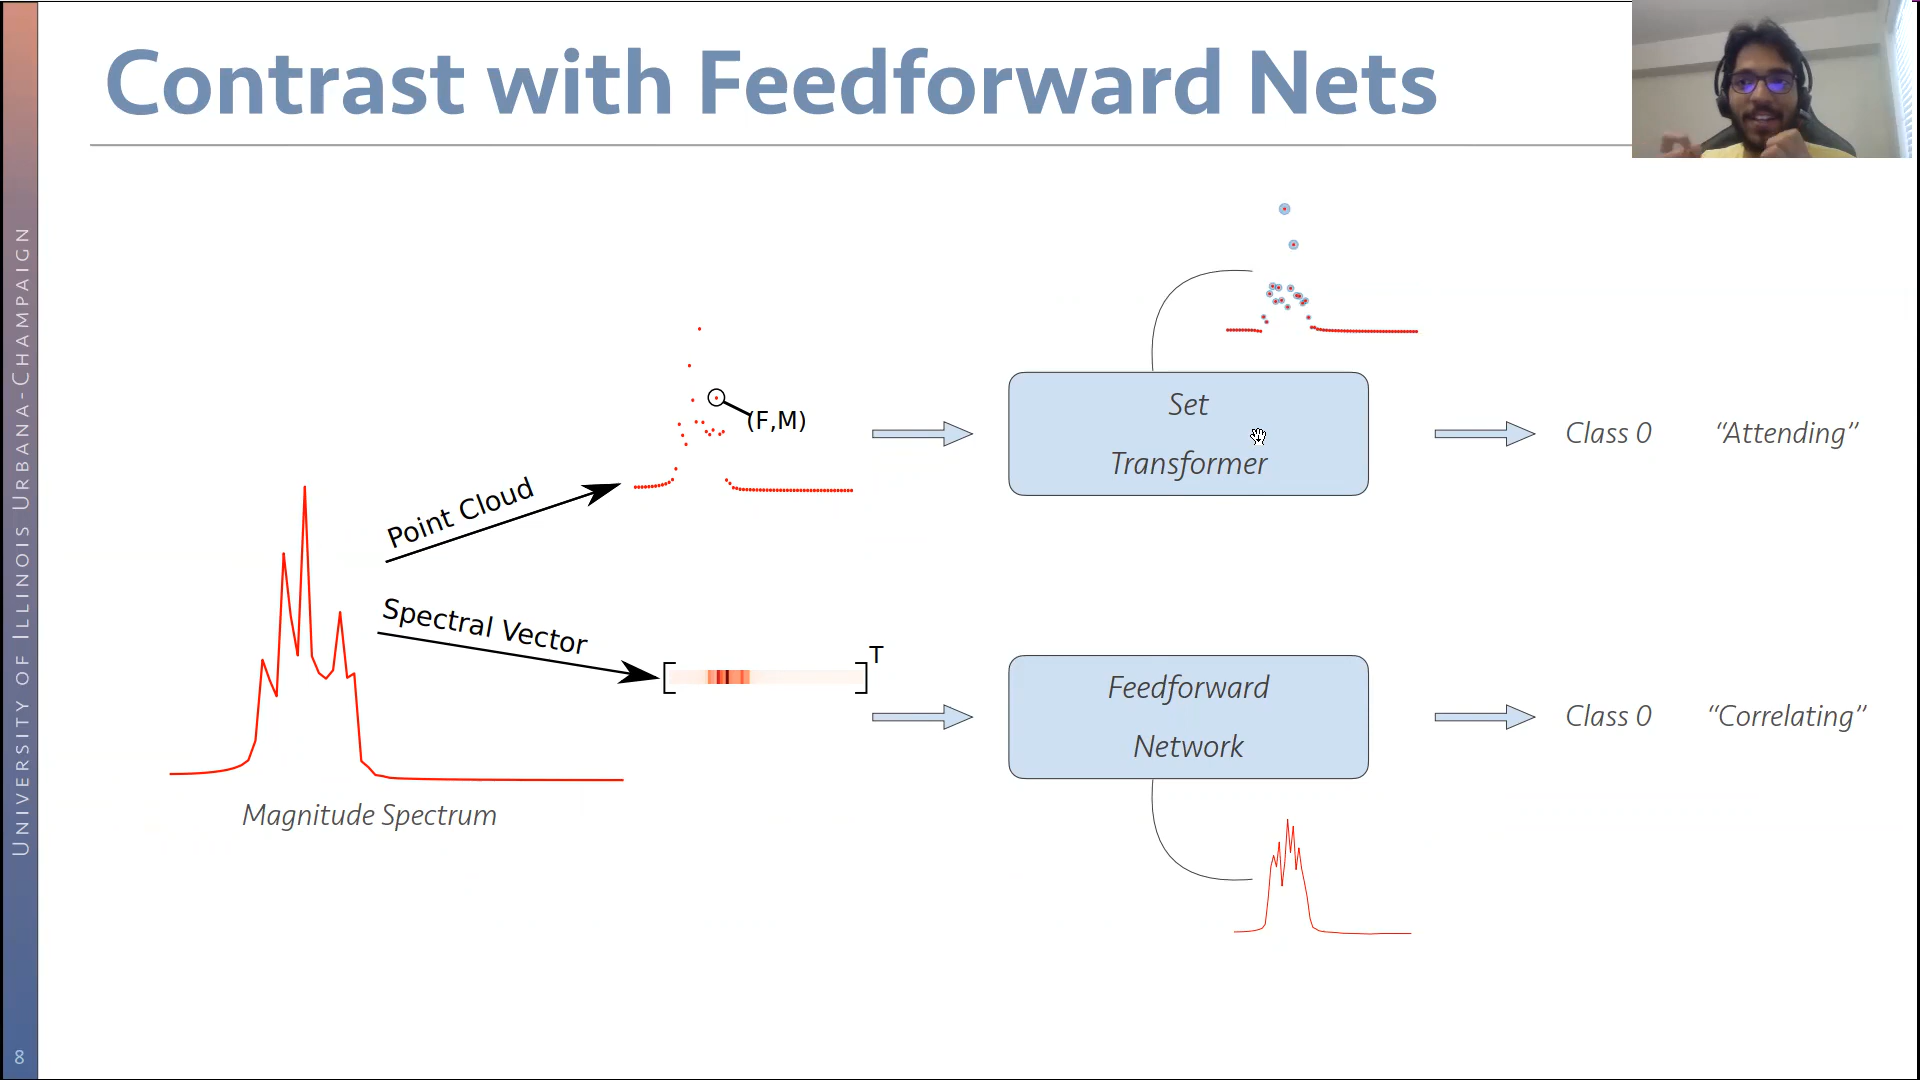 Contrast with Feedforward Nets
UNIVERSITY OF ILLINOIS URBANA-CHAMPAIGN
Point Cloud
(F,M)
Set
Transformer
Class 0
“Attending”
Spectral Vector
T
Feedforward
Network
Class 0
“Correlating”
Magnitude Spectrum
8